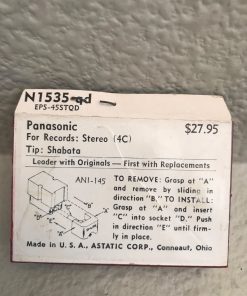 N1535-qd
EPS-45STQD
Panasonic $27.95
For Records: Stereo (4C)
Tip: Shabata
Leader with Originals — First with Replacements
AN1-145 TO REMOVE: Grasp at "A"
and remove by sliding in
direction "B." TO INSTALL:
Grasp at "A" and insert
"C" into socket "D." Push
in direction "E" until firm-
ly in place.
Made in U. S. A., ASTATIC CORP., Conneaut, Ohio